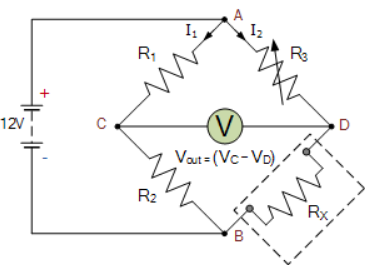 A
I₁ I₂
R₁ R₃
+
12V C V D
-
Vout = (VC – VD)
R₂ RX
B